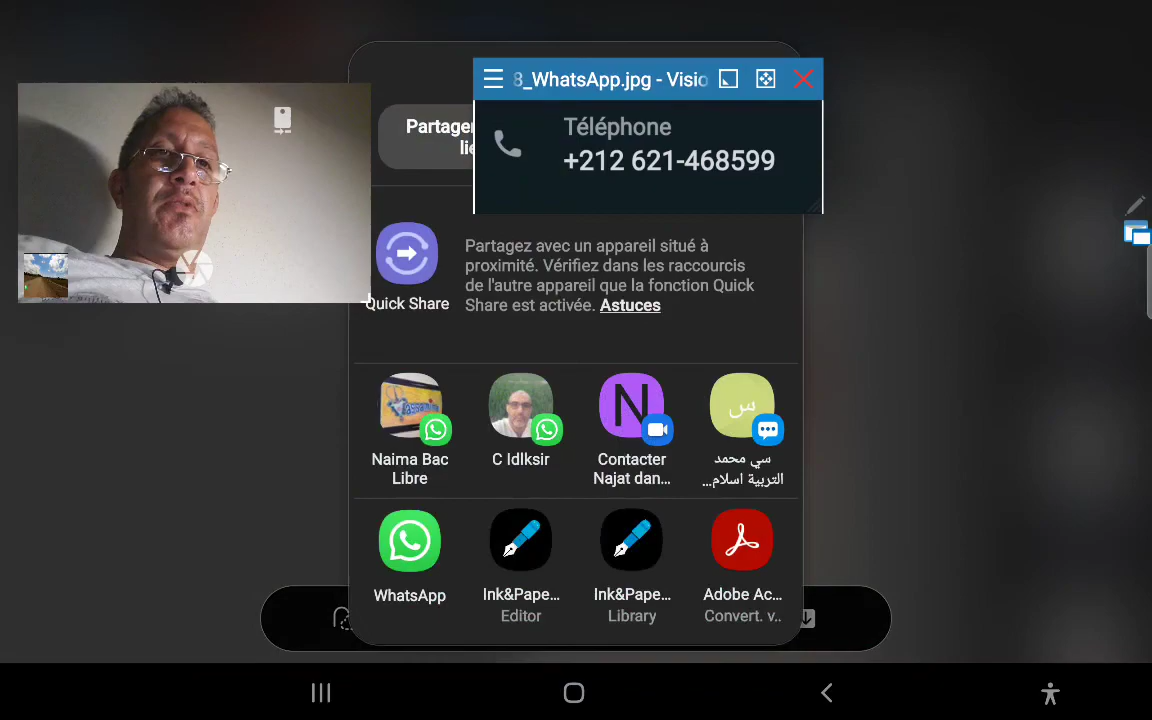 8_WhatsApp.jpg - Visio
Téléphone
+212 621-468599
Partager
lie
Quick Share
Partagez avec un appareil situé à
proximité. Vérifiez dans les raccourcis
de l'autre appareil que la fonction Quick
Share est activée. Astuces
Naima Bac
Libre
C Idlksir
N
Contacter
Najat dan...
س
سي محمد
التربية اسلام...
WhatsApp
Ink&Pape...
Editor
Ink&Pape...
Library
Adobe Ac...
Convert. v..